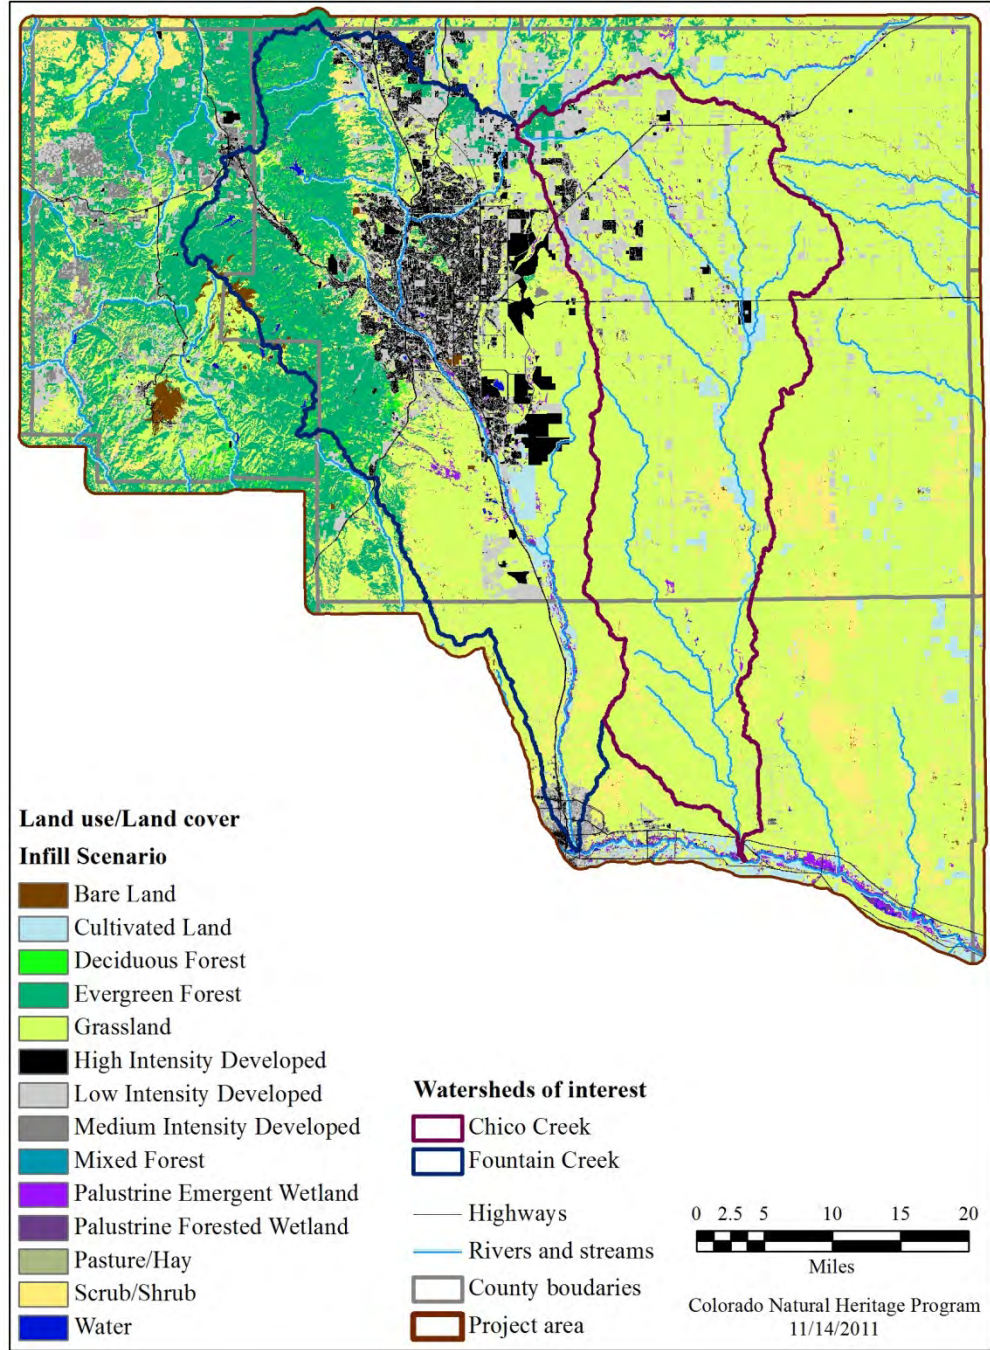 Land use/Land cover
Infill Scenario
Bare Land
Cultivated Land
Deciduous Forest
Evergreen Forest
Grassland
High Intensity Developed
Low Intensity Developed
Medium Intensity Developed
Mixed Forest
Palustrine Emergent Wetland
Palustrine Forested Wetland
Pasture/Hay
Scrub/Shrub
Water
Watersheds of interest
Chico Creek
Fountain Creek
Highways
Rivers and streams
County boudaries
Project area
0 2.5 5 10 15 20
Miles
Colorado Natural Heritage Program
11/14/2011